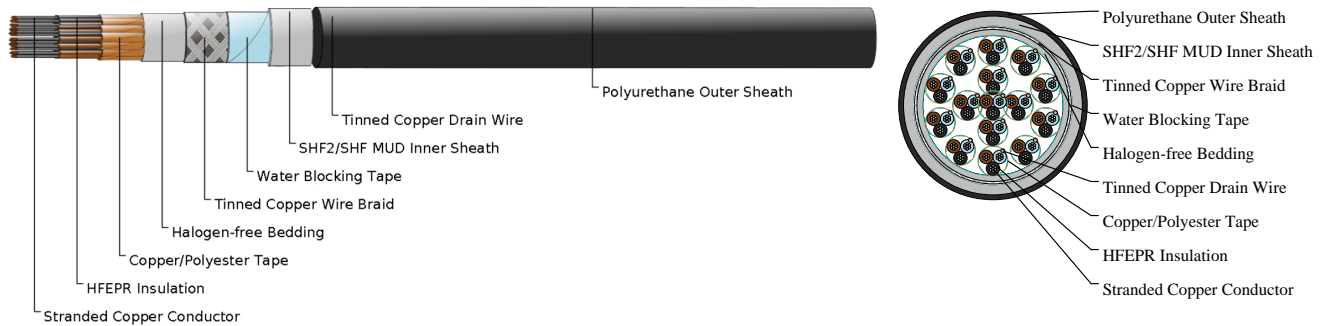 Polyurethane Outer Sheath
Tinned Copper Drain Wire
SHF2/SHF MUD Inner Sheath
Water Blocking Tape
Tinned Copper Wire Braid
Halogen-free Bedding
Copper/Polyester Tape
HFEPR Insulation
Stranded Copper Conductor
Polyurethane Outer Sheath
SHF2/SHF MUD Inner Sheath
Tinned Copper Wire Braid
Water Blocking Tape
Halogen-free Bedding
Tinned Copper Drain Wire
Copper/Polyester Tape
HFEPR Insulation
Stranded Copper Conductor